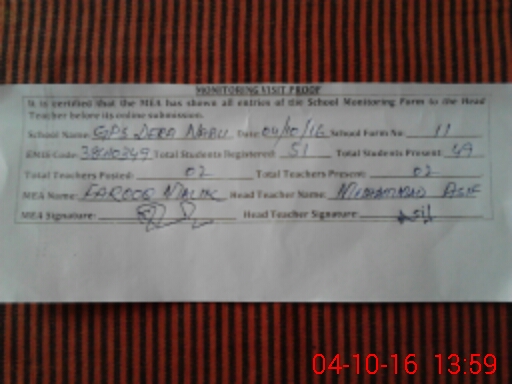 MONITORING VISIT PROOF
It is certified that the MEA has shown all entries of the School Monitoring Form to the Head
Teacher before its online submission.
School Name: GPS DERA NABU Date: 04/10/16 School Form No: 11
EMIS Code: Total Students Registered: 51 Total Students Present: 49
Total Teachers Posted: 02 Total Teachers Present: 02
MEA Name: FAROOQ MALIK Head Teacher Name: MUHAMMAD ASIF
MEA Signature: Head Teacher Signature: Asif
04-10-16 13:59